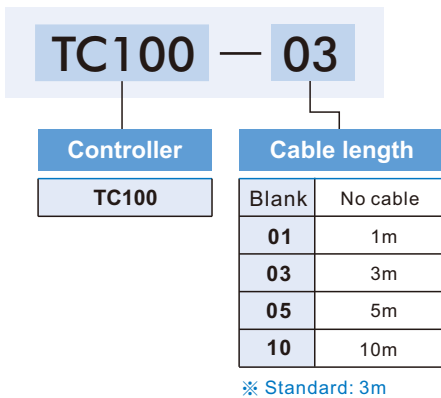 TC100 — 03
Controller
TC100
Cable length
Blank No cable
01 1m
03 3m
05 5m
10 10m
※ Standard: 3m